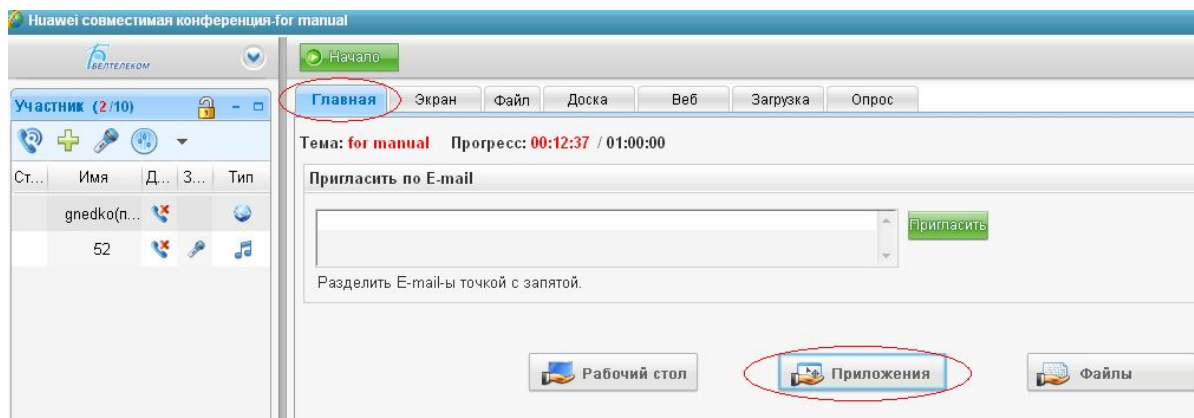 Huawei совместимая конференция-for manual
БЕЛТЕЛЕКОМ
Начало
Участник (2/10)
Главная Экран Файл Доска Веб Загрузка Опрос
Тема: for manual Прогресс: 00:12:37 / 01:00:00
Ст... Имя Д... З... Тип
Пригласить по E-mail
gnedko(п...
52
Пригласить
Разделить E-mail-ы точкой с запятой.
Рабочий стол Приложения Файлы